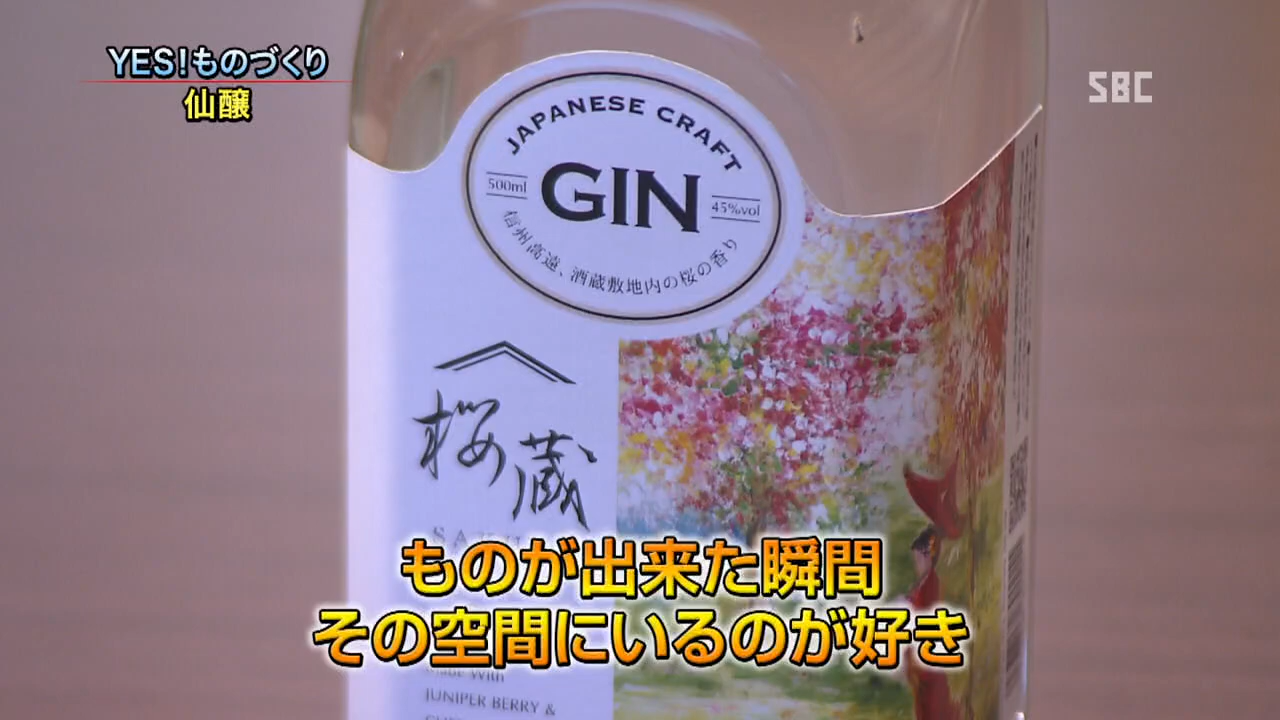 YES!ものづくり
仙醸
SBC
JAPANESE CRAFT
GIN
500ml
45%vol
信州高遠、酒蔵敷地内の桜の香り
桜蔵
ものが出来た瞬間
その空間にいるのが好き
Made With
JUNIPER BERRY &